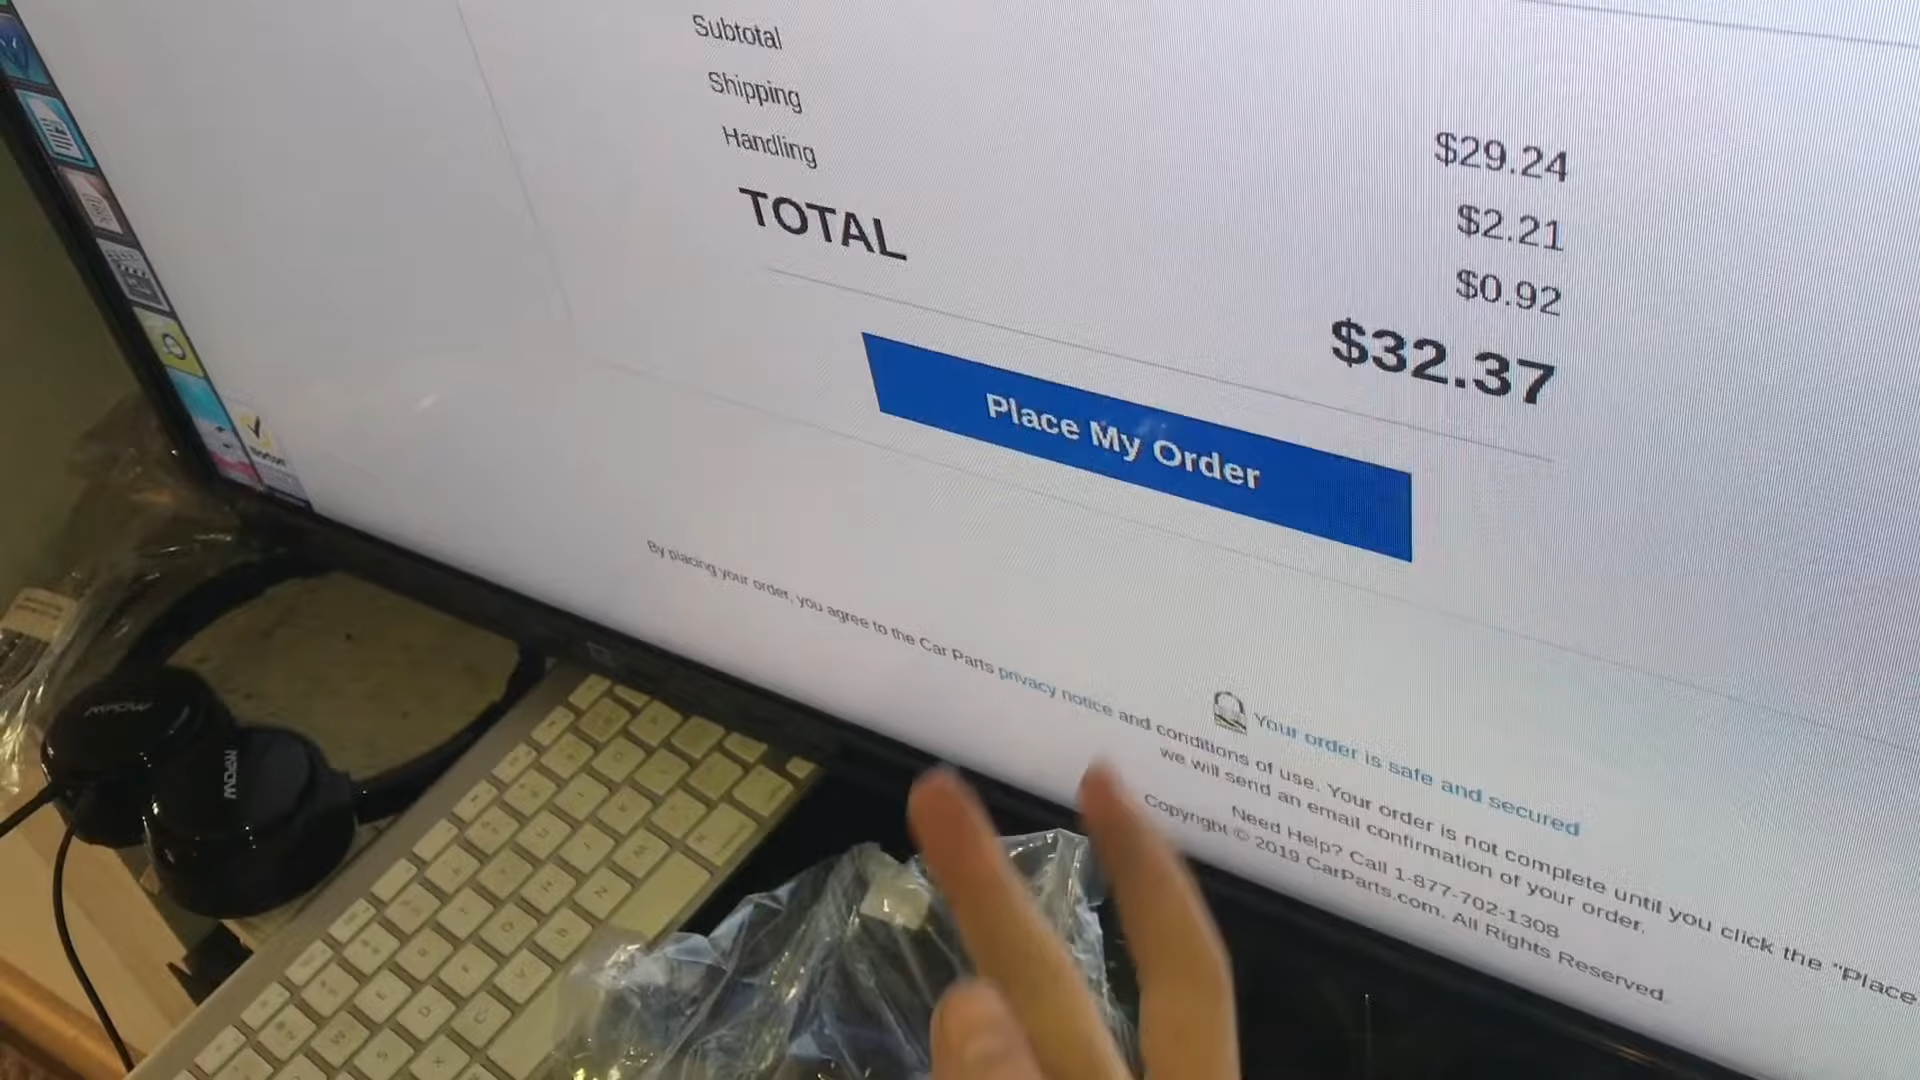 Subtotal $29.24
Shipping $2.21
Handling $0.92
TOTAL $32.37
Place My Order
By placing your order, you agree to the Car Parts privacy notice and conditions of use. Your order is not complete until you click the "Place
we will send an email confirmation of your order.
Your order is safe and secured
Need Help? Call 1-877-702-1308
Copyright © 2019 CarParts.com. All Rights Reserved.
Norton
MPOW
MPOW